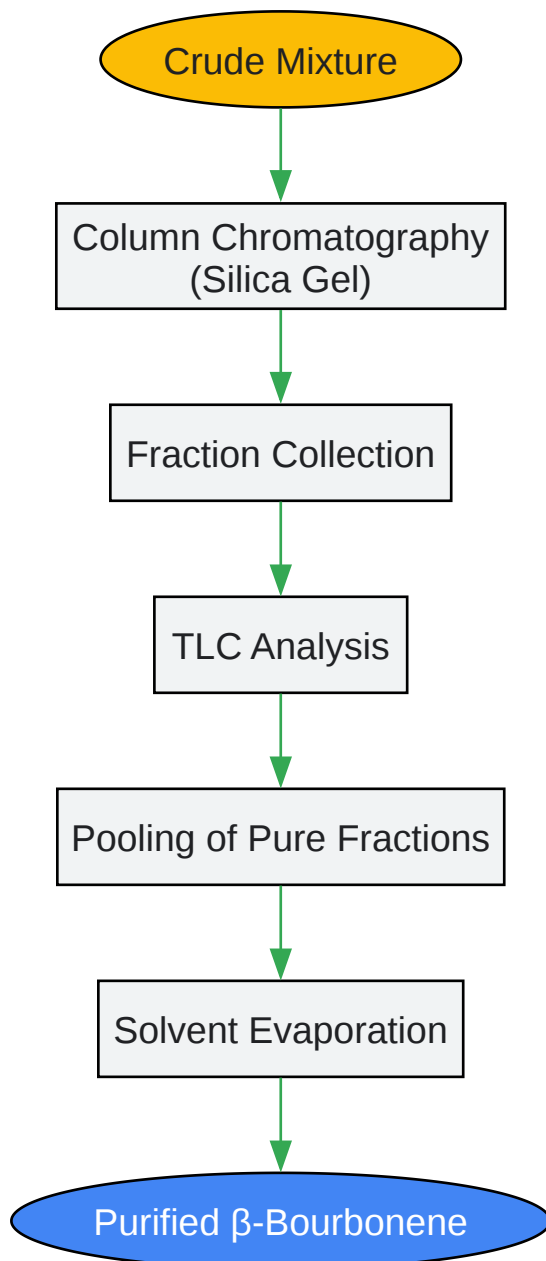 Crude Mixture
Column Chromatography
(Silica Gel)
Fraction Collection
TLC Analysis
Pooling of Pure Fractions
Solvent Evaporation
Purified β-Bourbonene